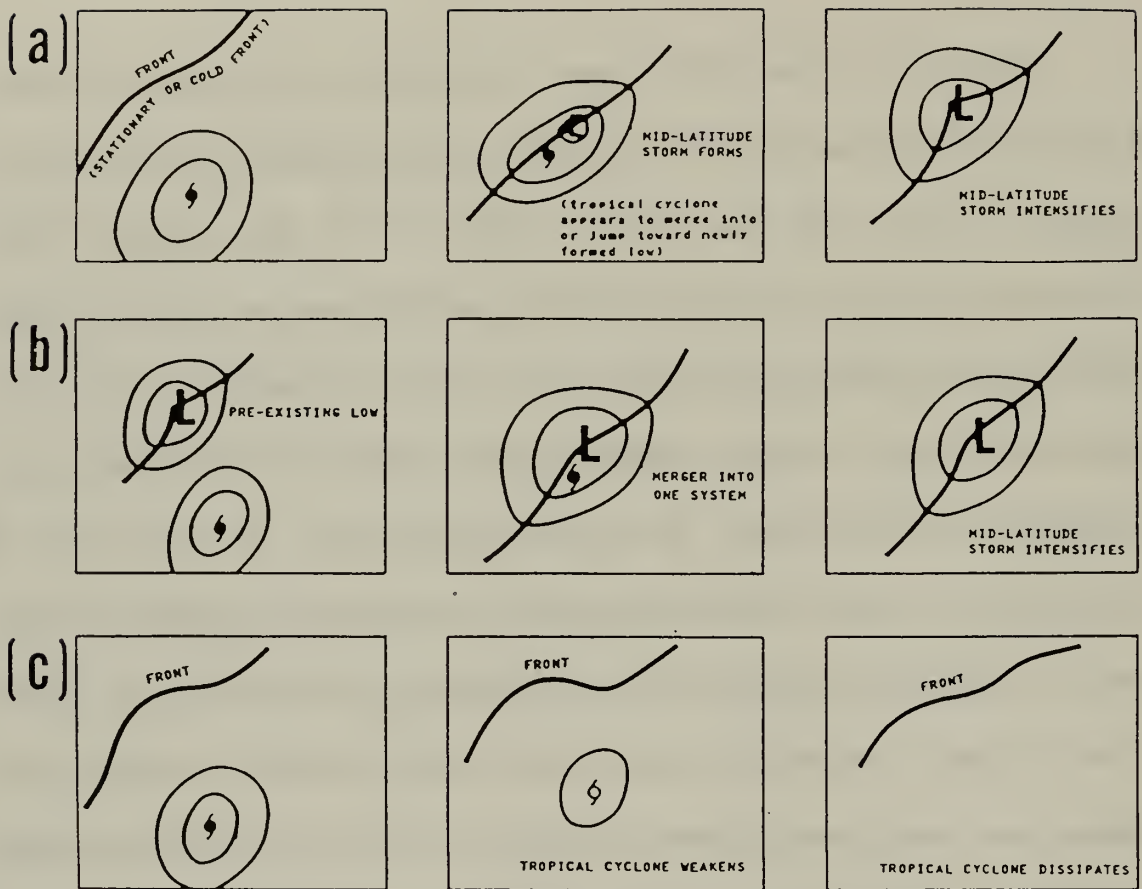 (a)
FRONT
(STATIONARY OR COLD FRONT)
L
MID-LATITUDE
STORM FORMS
(tropical cyclone
appears to merge into
or jump toward newly
formed low)
L
MID-LATITUDE
STORM INTENSIFIES
(b)
L
PRE-EXISTING LOW
L
MERGER INTO
ONE SYSTEM
L
MID-LATITUDE
STORM INTENSIFIES
(c)
FRONT
FRONT
TROPICAL CYCLONE WEAKENS
FRONT
TROPICAL CYCLONE DISSIPATES